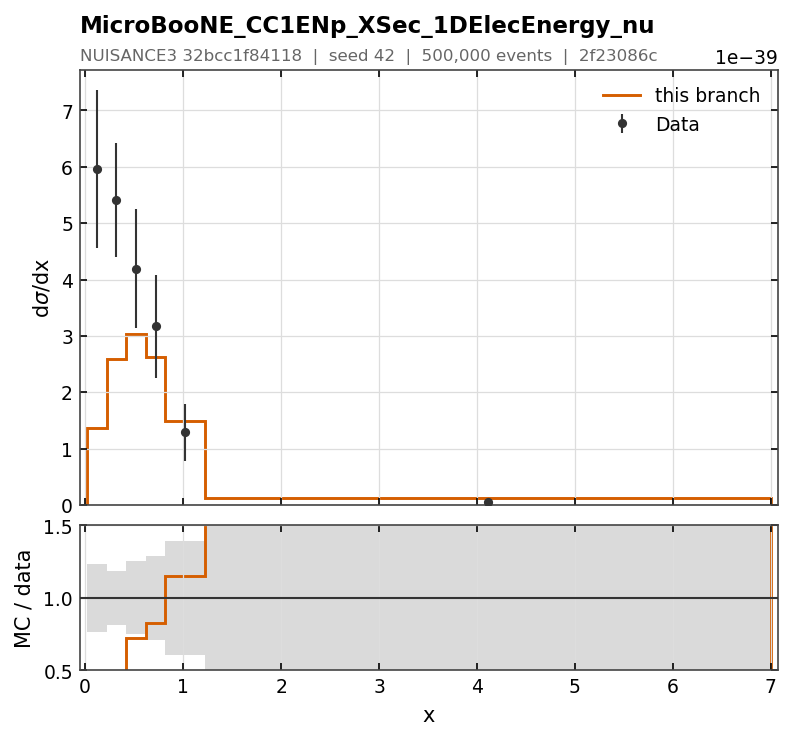 MicroBooNE_CC1ENp_XSec_1DElecEnergy_nu
NUISANCE3 32bcc1f84118 | seed 42 | 500,000 events | 2f23086c
1e−39
this branch
Data
7
6
5
4
3
2
1
0
dσ/dx
1.5
1.0
0.5
MC / data
0 1 2 3 4 5 6 7
x